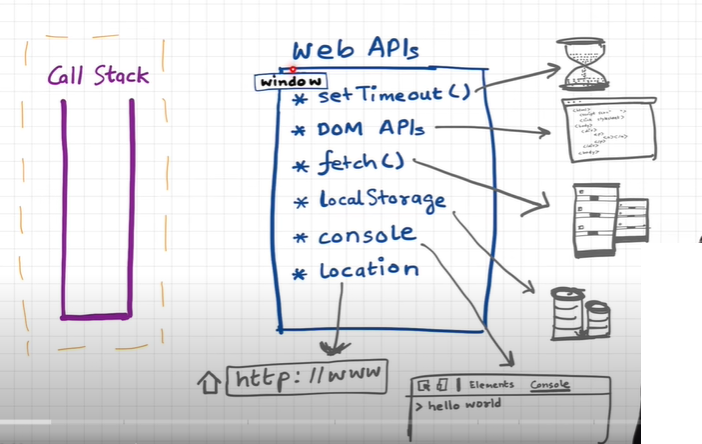 Call Stack
Web APIs
window
* setTimeout()
* DOM APIs
* fetch()
* localStorage
* console
* location
http://www
Elements Console
> hello world